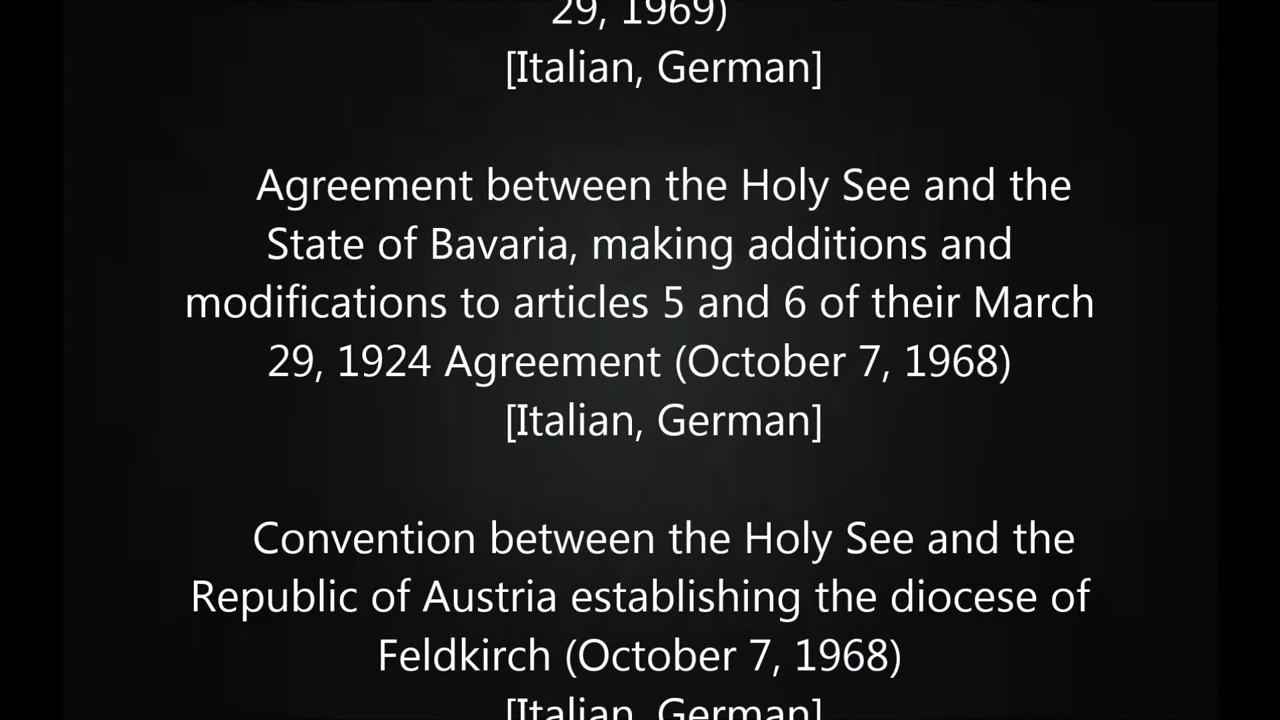 29, 1969)
[Italian, German]
Agreement between the Holy See and the
State of Bavaria, making additions and
modifications to articles 5 and 6 of their March
29, 1924 Agreement (October 7, 1968)
[Italian, German]
Convention between the Holy See and the
Republic of Austria establishing the diocese of
Feldkirch (October 7, 1968)
[Italian, German]